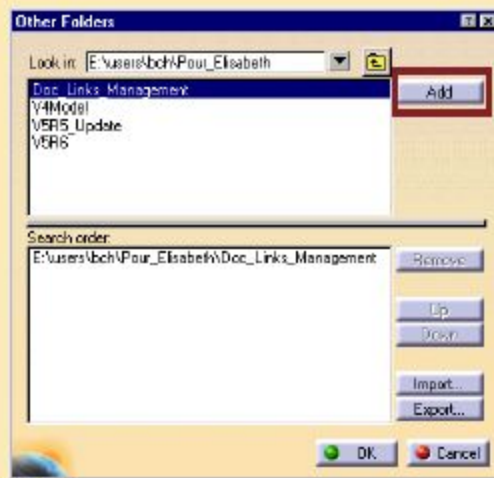 Other Folders
Look in: E:\users\bch\Pour_Elisabeth
Doc_Links_Management
Add
V4Model
V5R5_Update
V5R6
Search order:
E:\users\bch\Pour_Elisabeth\Doc_Links_Management
Remove
Up
Down
Import...
Export...
OK
Cancel